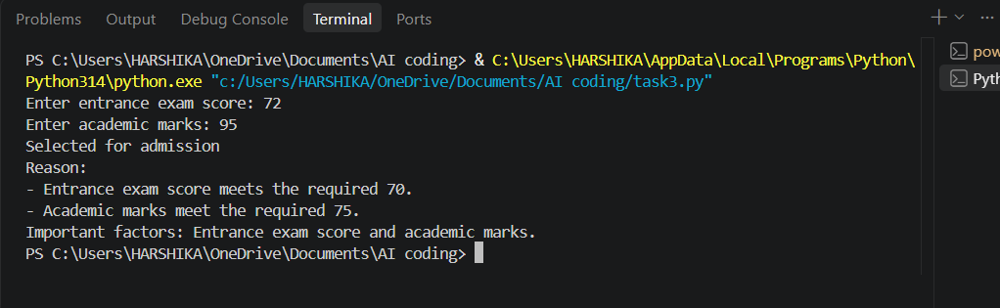 Problems Output Debug Console Terminal Ports
PS C:\Users\HARSHIKA\OneDrive\Documents\AI coding> & C:\Users\HARSHIKA\AppData\Local\Programs\Python\
Python314\python.exe "c:/Users/HARSHIKA/OneDrive/Documents/AI coding/task3.py"
Enter entrance exam score: 72
Enter academic marks: 95
Selected for admission
Reason:
- Entrance exam score meets the required 70.
- Academic marks meet the required 75.
Important factors: Entrance exam score and academic marks.
PS C:\Users\HARSHIKA\OneDrive\Documents\AI coding>
pow
Pyth